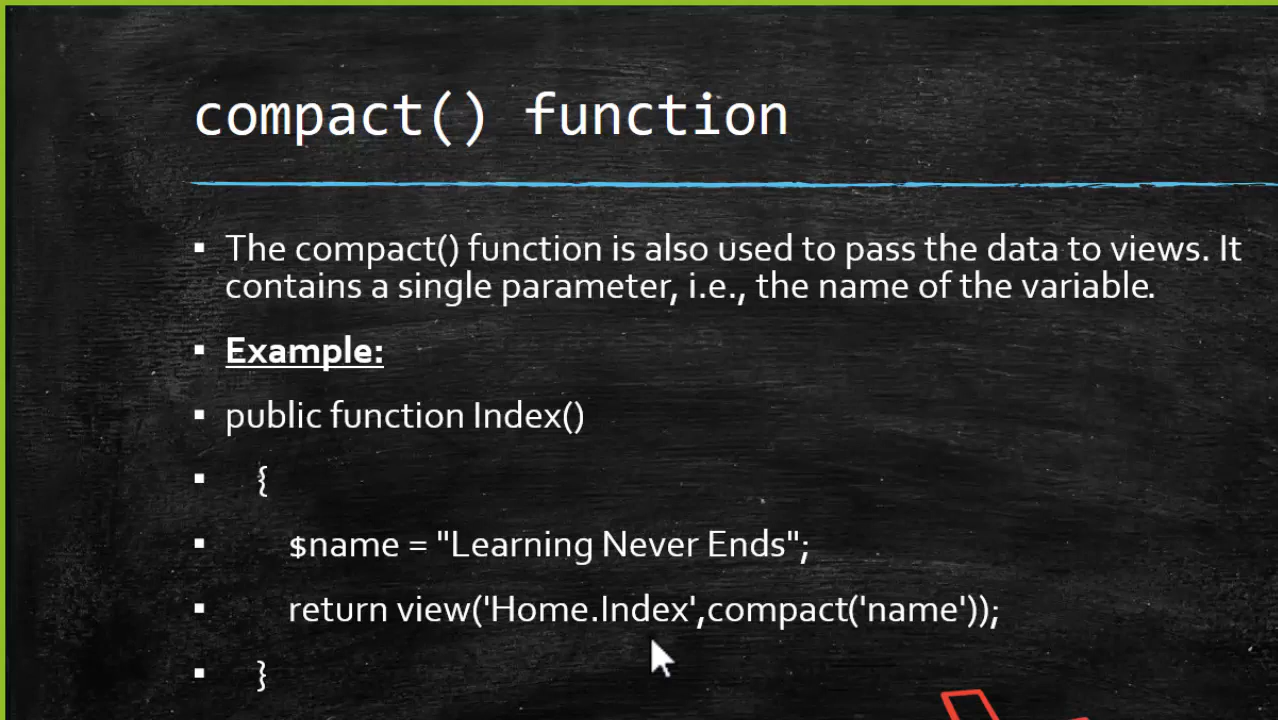 compact() function
▪ The compact() function is also used to pass the data to views. It
contains a single parameter, i.e., the name of the variable.
▪ Example:
▪ public function Index()
▪ {
▪ $name = "Learning Never Ends";
▪ return view('Home.Index',compact('name'));
▪ }